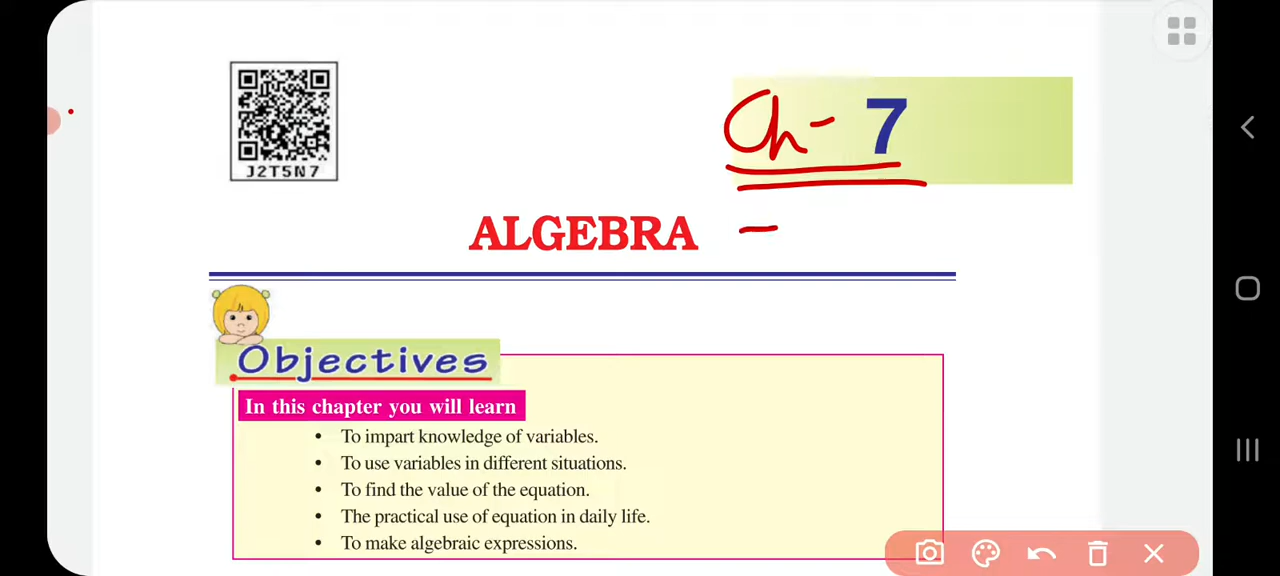 J2T5N7
Ch - 7
ALGEBRA -
Objectives
In this chapter you will learn
• To impart knowledge of variables.
• To use variables in different situations.
• To find the value of the equation.
• The practical use of equation in daily life.
• To make algebraic expressions.